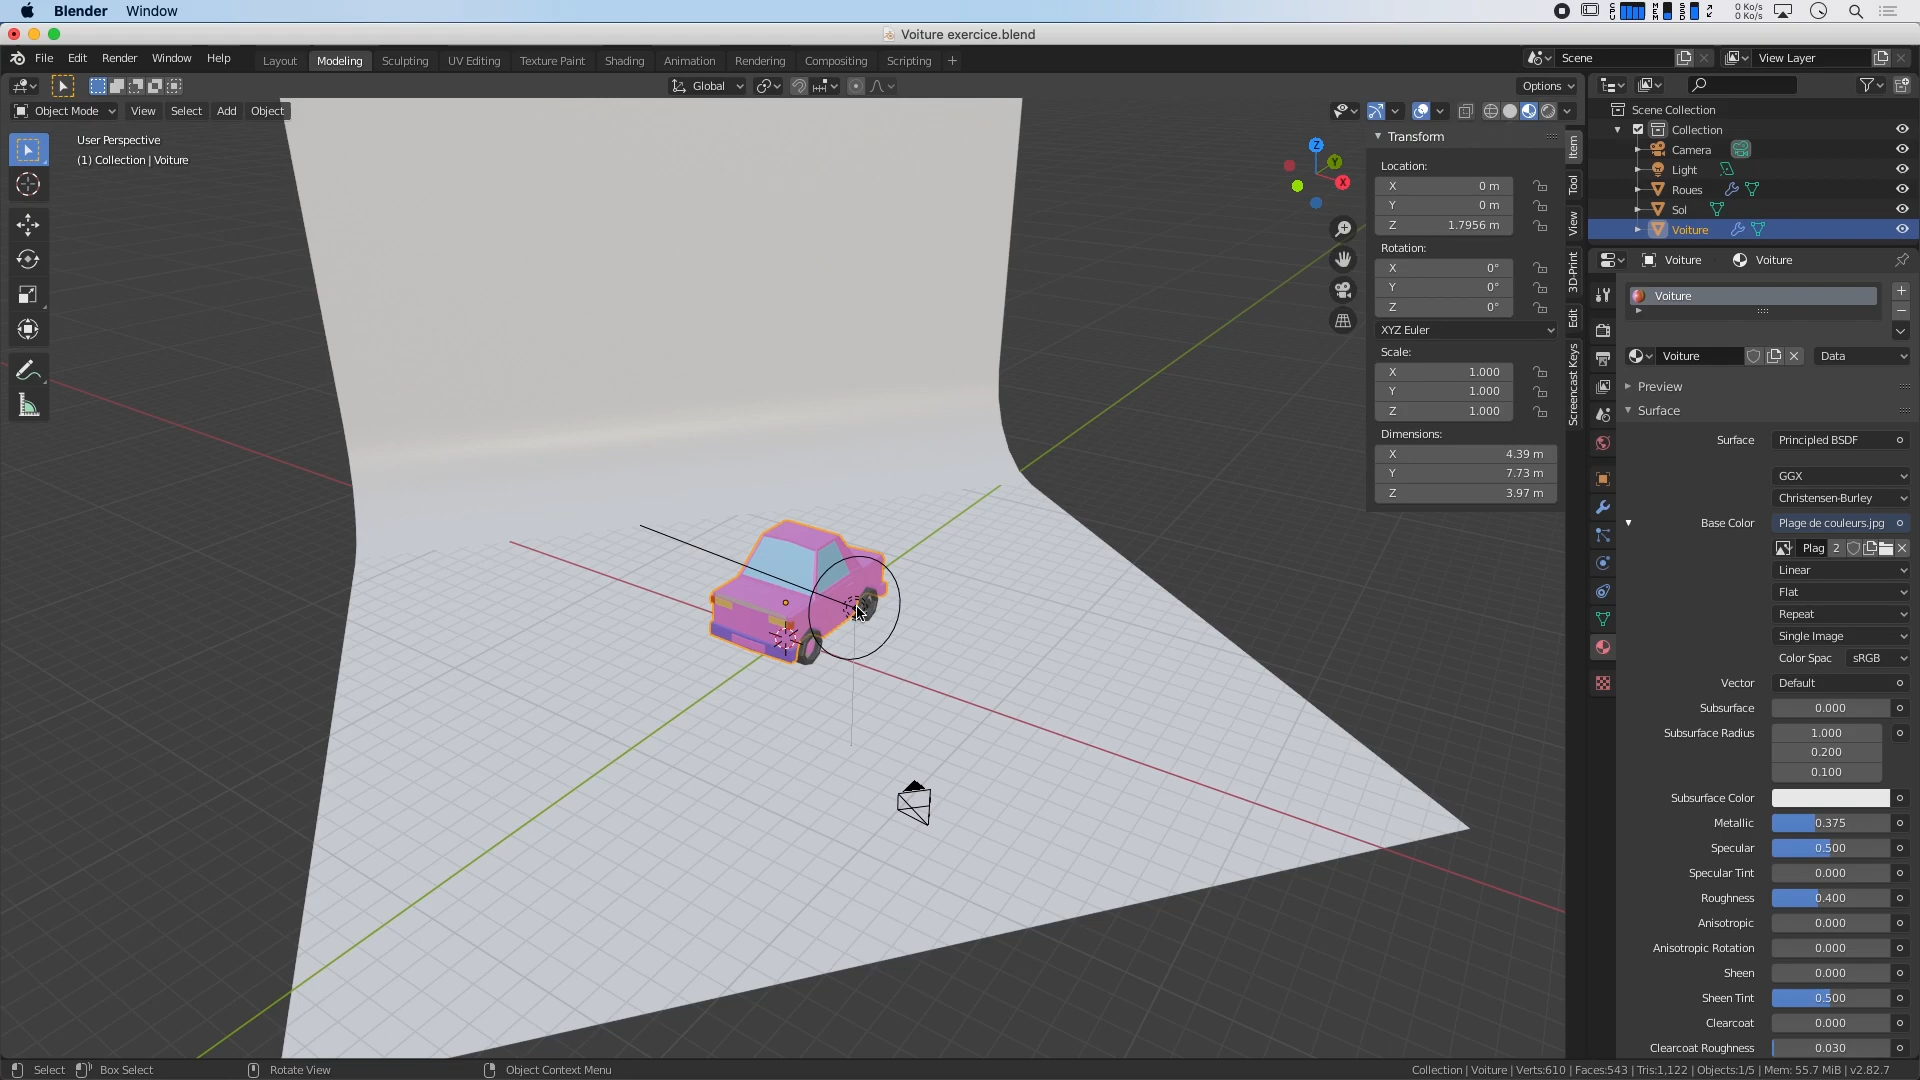 Blender Window
0 Ko/s
0 Ko/s
Voiture exercice.blend
File Edit Render Window Help Layout Modeling Sculpting UV Editing Texture Paint Shading Animation Rendering Compositing Scripting + Scene View Layer
Global Options
Object Mode View Select Add Object
User Perspective
(1) Collection | Voiture
Z
Y
X
Transform
Location:
X 0 m
Y 0 m
Z 1.7956 m
Rotation:
X 0°
Y 0°
Z 0°
XYZ Euler
Scale:
X 1.000
Y 1.000
Z 1.000
Dimensions:
X 4.39 m
Y 7.73 m
Z 3.97 m
Item
Tool
View
3D-Print
Edit
Screencast Keys
Scene Collection
Collection
Camera
Light
Roues
Sol
Voiture
Voiture Voiture
Voiture
Voiture Data
Preview
Surface
Surface Principled BSDF
GGX
Christensen-Burley
Base Color Plage de couleurs.jpg
Plag 2
Linear
Flat
Repeat
Single Image
Color Spac sRGB
Vector Default
Subsurface 0.000
Subsurface Radius 1.000
0.200
0.100
Subsurface Color
Metallic 0.375
Specular 0.500
Specular Tint 0.000
Roughness 0.400
Anisotropic 0.000
Anisotropic Rotation 0.000
Sheen 0.000
Sheen Tint 0.500
Clearcoat 0.000
Clearcoat Roughness 0.030
Select Box Select Rotate View Object Context Menu Collection | Voiture | Verts:610 | Faces:543 | Tris:1,122 | Objects:1/5 | Mem: 55.7 MiB | v2.82.7